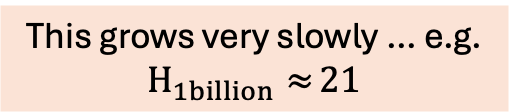 This grows very slowly ... e.g.
H₁billion ≈ 21